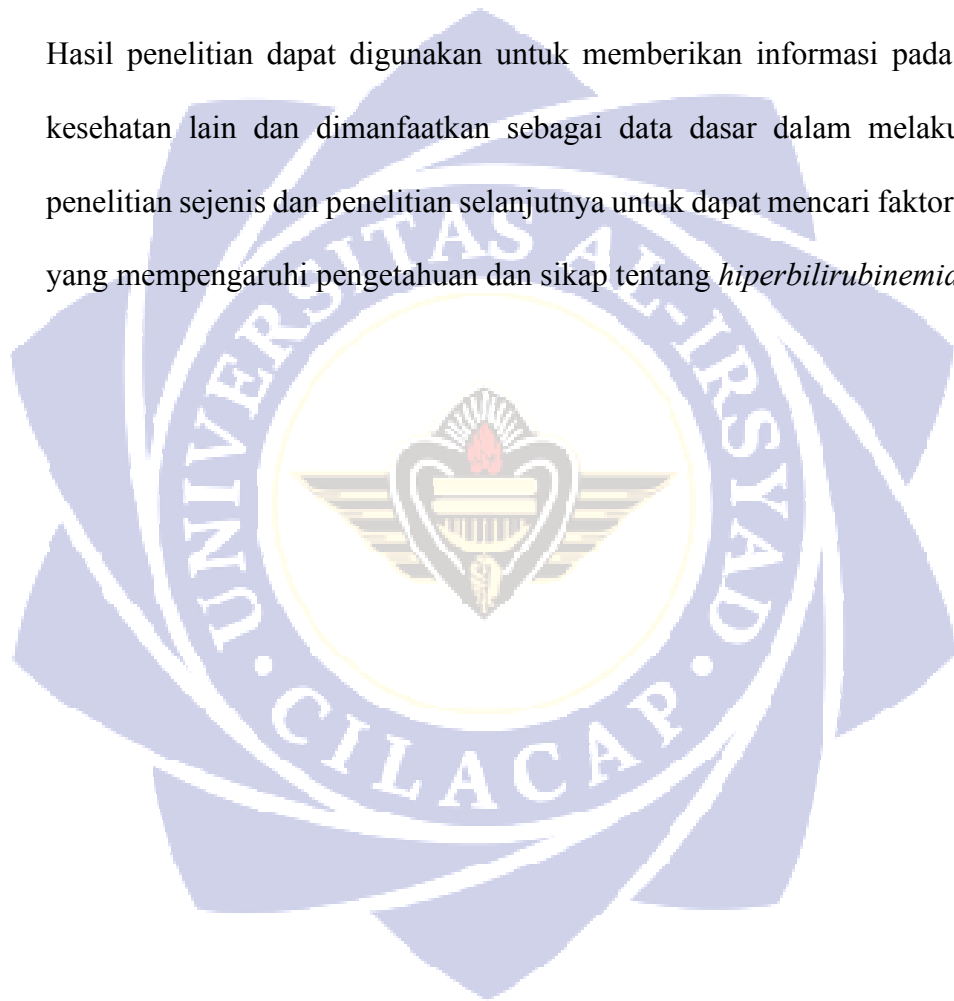 Hasil penelitian dapat digunakan untuk memberikan informasi pada
kesehatan lain dan dimanfaatkan sebagai data dasar dalam melaku
penelitian sejenis dan penelitian selanjutnya untuk dapat mencari faktor
yang mempengaruhi pengetahuan dan sikap tentang hiperbilirubinemia
UNIVERSITAS AL-IRSYAD
• CILACAP •